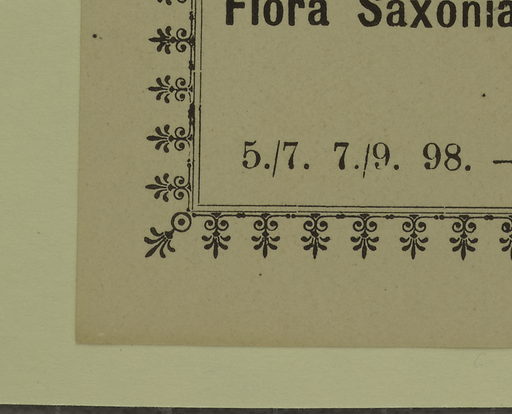 Flora Saxonia
5./7. 7./9. 98. —